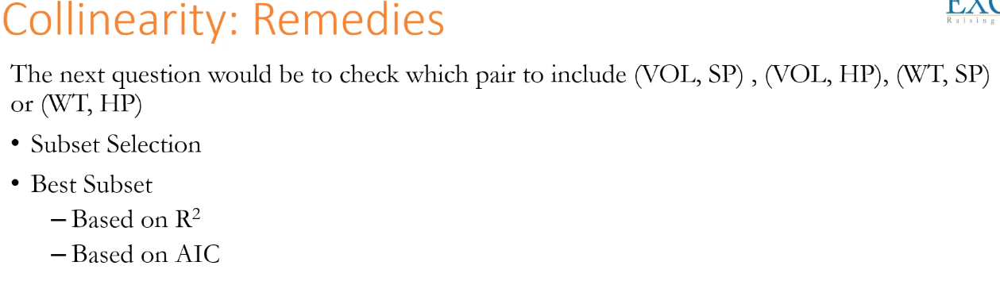 Collinearity: Remedies
EXC
Raising
The next question would be to check which pair to include (VOL, SP) , (VOL, HP), (WT, SP)
or (WT, HP)
• Subset Selection
• Best Subset
– Based on R²
– Based on AIC